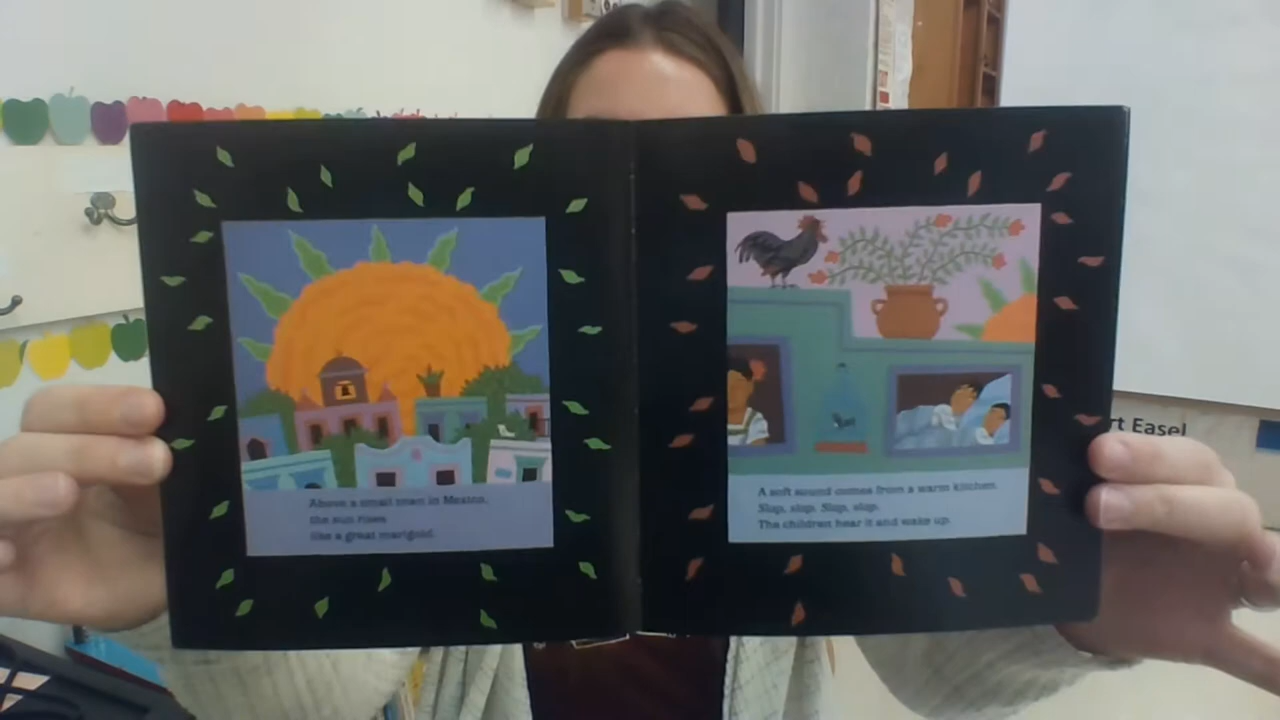 Above a small town in Mexico,
the sun rises
like a great marigold.
A soft sound comes from a warm kitchen.
Slap, slap. Slap, slap.
The children hear it and wake up.
rt Easel